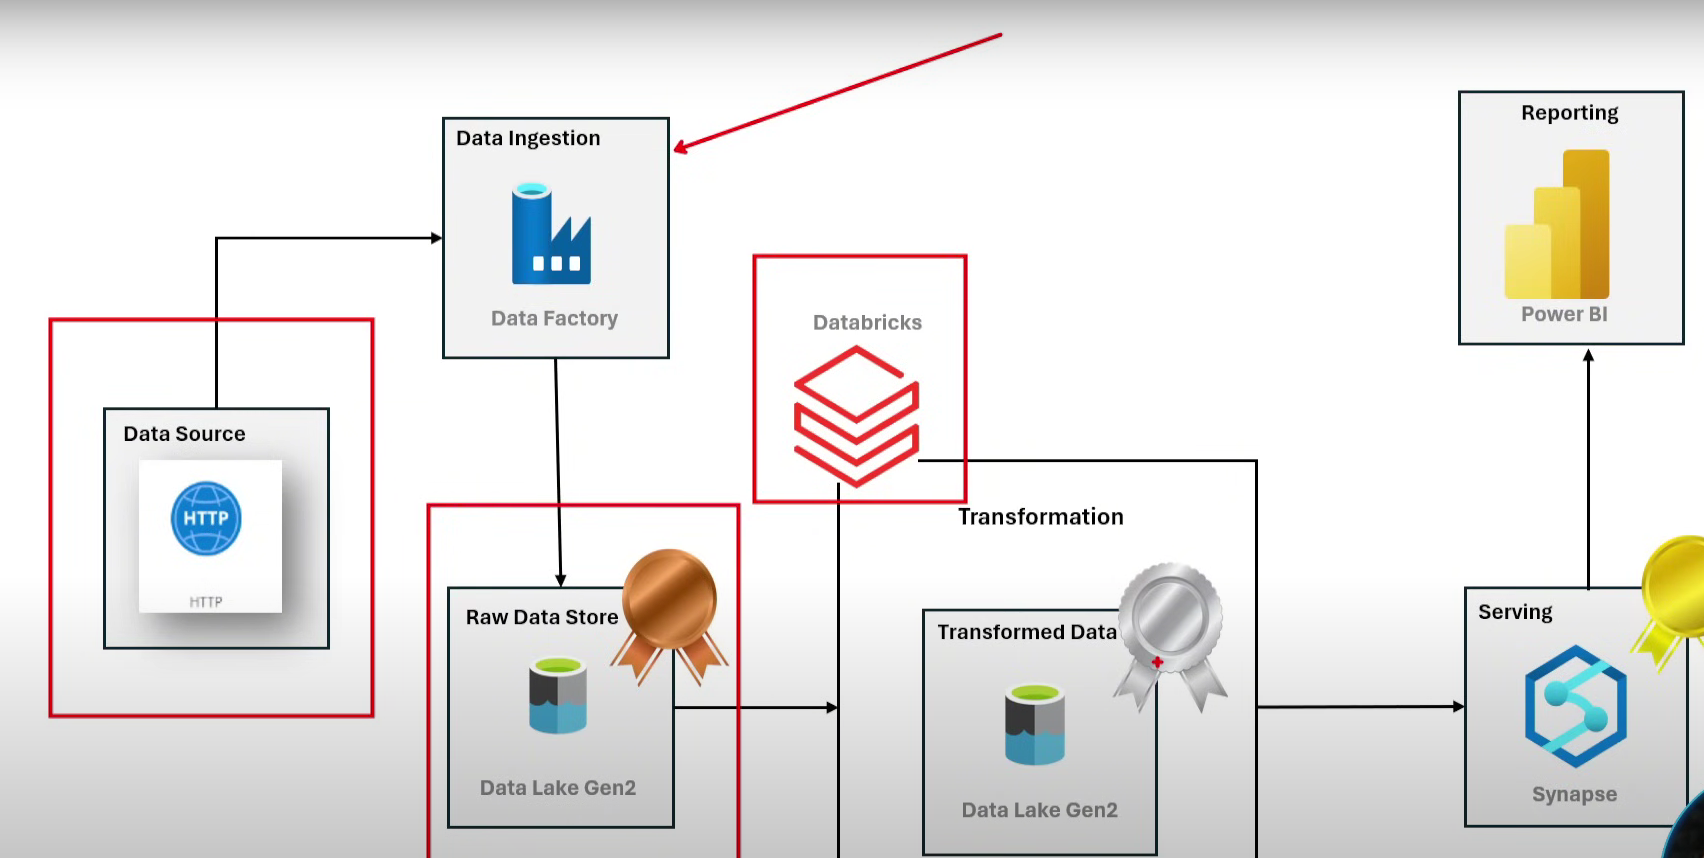 Data Ingestion
Data Factory
Data Source
HTTP
HTTP
Databricks
Transformation
Raw Data Store
Data Lake Gen2
Transformed Data
Data Lake Gen2
Reporting
Power BI
Serving
Synapse